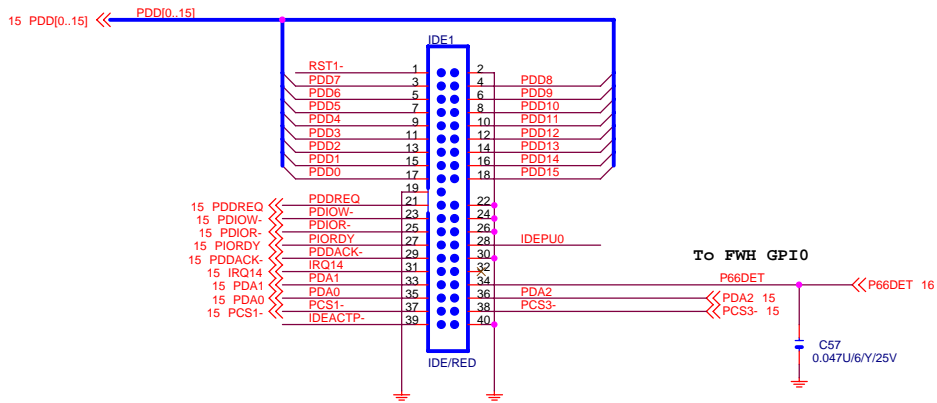 15 PDD[0..15] PDD[0..15]
IDE1
RST1- 1 2
PDD7 3 4 PDD8
PDD6 5 6 PDD9
PDD5 7 8 PDD10
PDD4 9 10 PDD11
PDD3 11 12 PDD12
PDD2 13 14 PDD13
PDD1 15 16 PDD14
PDD0 17 18 PDD15
19
15 PDDREQ PDDREQ 21 22
15 PDIOW- PDIOW- 23 24
15 PDIOR- PDIOR- 25 26
15 PIORDY PIORDY 27 28 IDEPU0
15 PDDACK- PDDACK- 29 30
To FWH GPI0
15 IRQ14 IRQ14 31 32
15 PDA1 PDA1 33 34 P66DET P66DET 16
15 PDA0 PDA0 35 36 PDA2 PDA2 15
15 PCS1- PCS1- 37 38 PCS3- PCS3- 15
IDEACTP- 39 40
C57
0.047U/6/Y/25V
IDE/RED